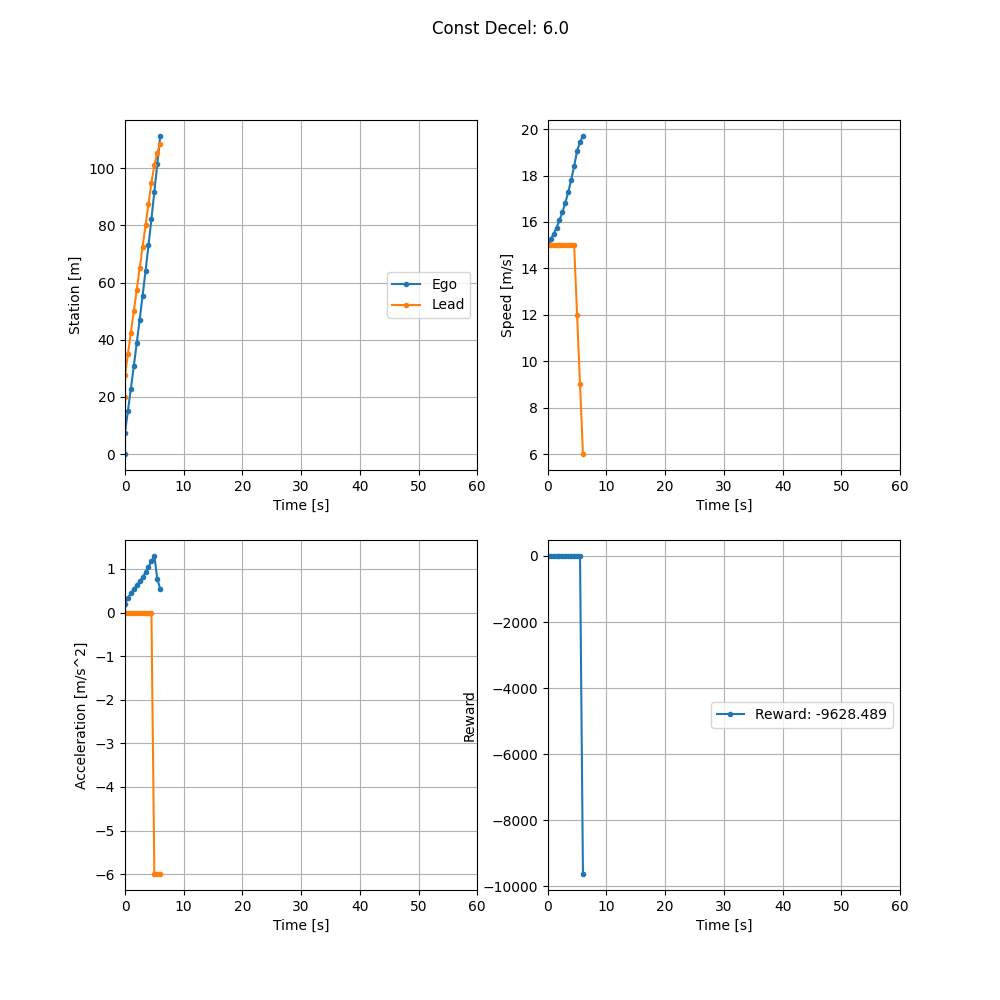 Const Decel: 6.0
Station [m]
100
80
60
40
20
0
Ego
Lead
0 10 20 30 40 50 60
Time [s]
Speed [m/s]
20
18
16
14
12
10
8
6
0 10 20 30 40 50 60
Time [s]
Acceleration [m/s^2]
1
0
−1
−2
−3
−4
−5
−6
0 10 20 30 40 50 60
Time [s]
Reward
0
−2000
−4000
−6000
−8000
−10000
Reward: -9628.489
0 10 20 30 40 50 60
Time [s]